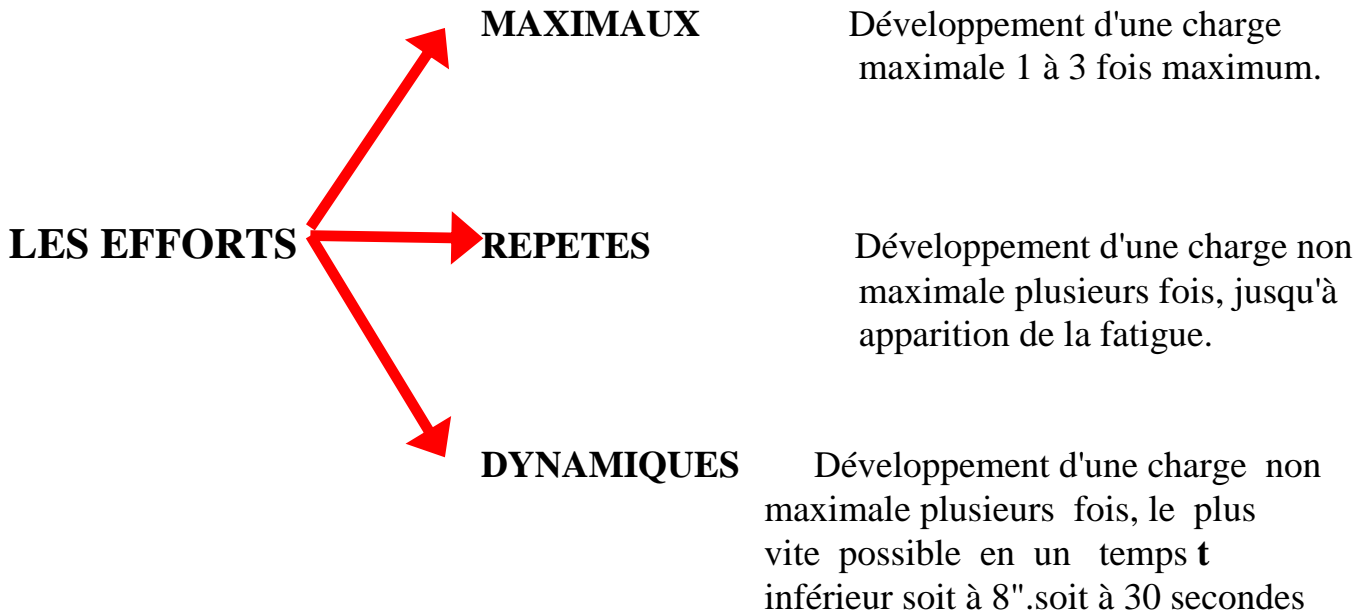 MAXIMAUX Développement d'une charge
maximale 1 à 3 fois maximum.
LES EFFORTS REPETES Développement d'une charge non
maximale plusieurs fois, jusqu'à
apparition de la fatigue.
DYNAMIQUES Développement d'une charge non
maximale plusieurs fois, le plus
vite possible en un temps t
inférieur soit à 8".soit à 30 secondes